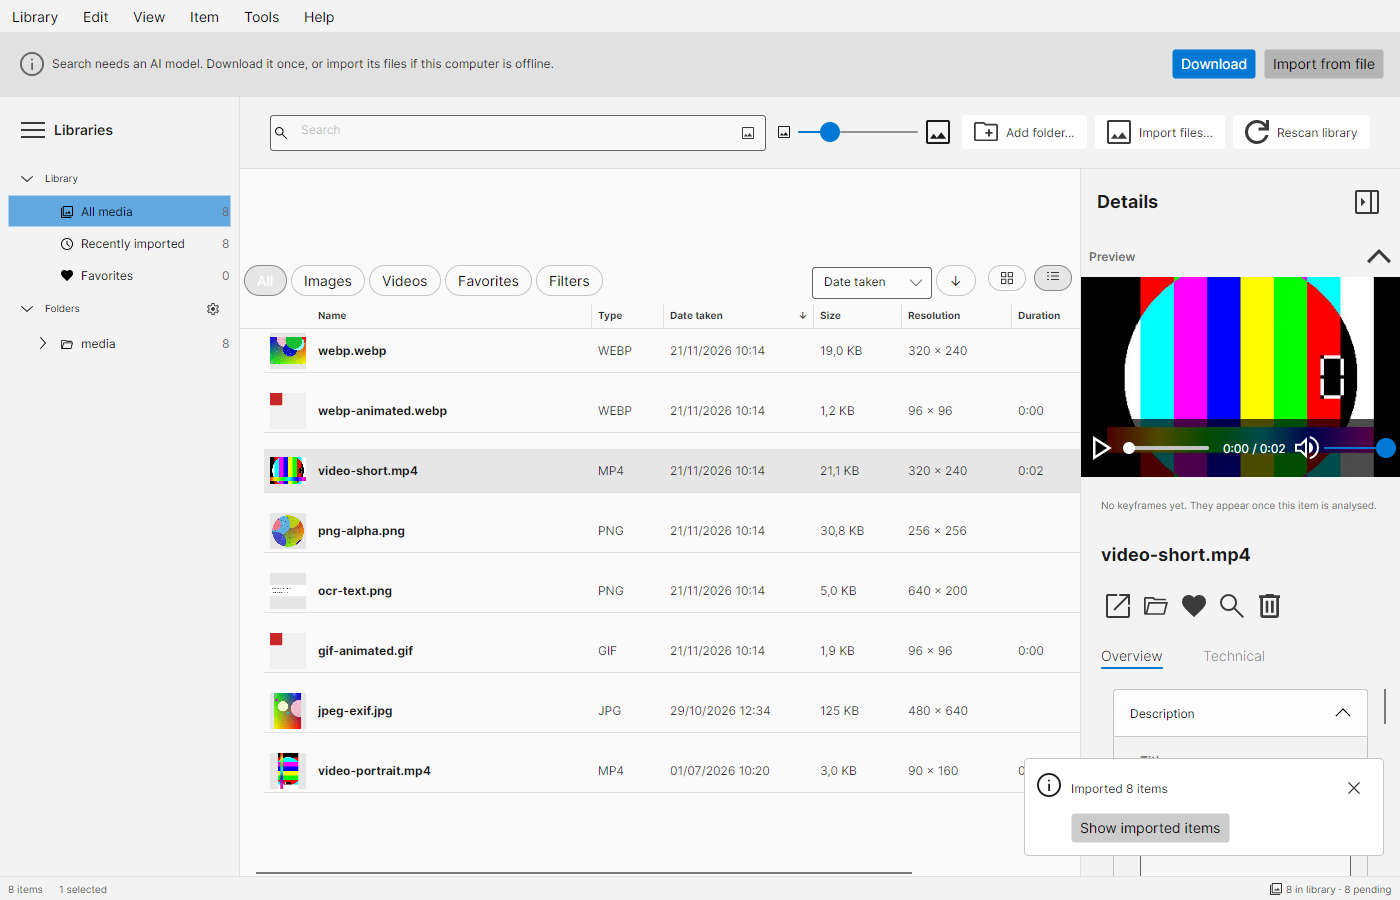 Library Edit View Item Tools Help
Search needs an AI model. Download it once, or import its files if this computer is offline.
Download Import from file
Libraries
Search
Add folder... Import files... Rescan library
Library
All media 8
Recently imported 8
Favorites 0
Folders
media 8
All Images Videos Favorites Filters
Date taken
Name Type Date taken Size Resolution Duration
webp.webp WEBP 21/11/2026 10:14 19,0 KB 320 × 240
webp-animated.webp WEBP 21/11/2026 10:14 1,2 KB 96 × 96 0:00
video-short.mp4 MP4 21/11/2026 10:14 21,1 KB 320 × 240 0:02
png-alpha.png PNG 21/11/2026 10:14 30,8 KB 256 × 256
ocr-text.png PNG 21/11/2026 10:14 5,0 KB 640 × 200
gif-animated.gif GIF 21/11/2026 10:14 1,9 KB 96 × 96 0:00
jpeg-exif.jpg JPG 29/10/2026 12:34 125 KB 480 × 640
video-portrait.mp4 MP4 01/07/2026 10:20 3,0 KB 90 × 160
Details
Preview
0
0:00 / 0:02
No keyframes yet. They appear once this item is analysed.
video-short.mp4
Overview Technical
Description
Imported 8 items
Show imported items
8 items 1 selected
8 in library · 8 pending